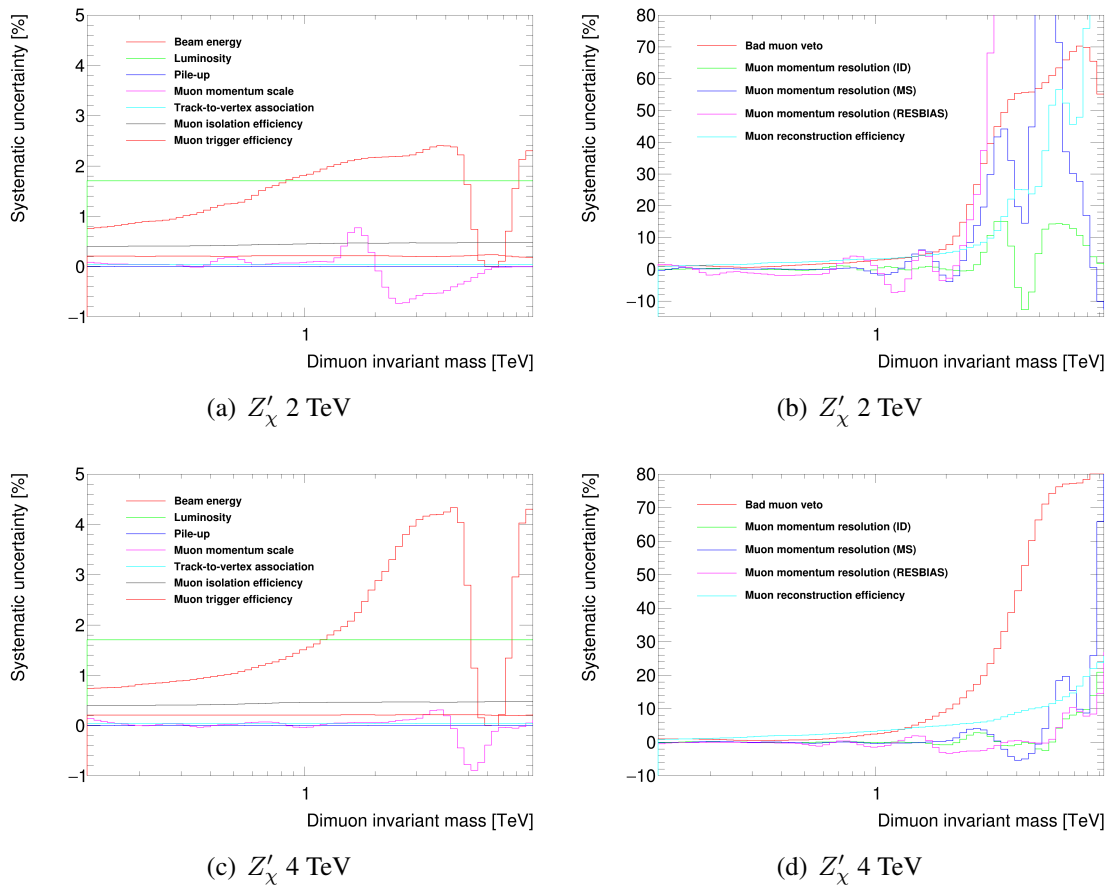 Systematic uncertainty [%]
5
4
3
2
1
0
−1
Beam energy
Luminosity
Pile-up
Muon momentum scale
Track-to-vertex association
Muon isolation efficiency
Muon trigger efficiency
1
Dimuon invariant mass [TeV]
(a) Z′χ 2 TeV
Systematic uncertainty [%]
80
70
60
50
40
30
20
10
0
−10
Bad muon veto
Muon momentum resolution (ID)
Muon momentum resolution (MS)
Muon momentum resolution (RESBIAS)
Muon reconstruction efficiency
1
Dimuon invariant mass [TeV]
(b) Z′χ 2 TeV
Systematic uncertainty [%]
5
4
3
2
1
0
−1
Beam energy
Luminosity
Pile-up
Muon momentum scale
Track-to-vertex association
Muon isolation efficiency
Muon trigger efficiency
1
Dimuon invariant mass [TeV]
(c) Z′χ 4 TeV
Systematic uncertainty [%]
80
70
60
50
40
30
20
10
0
−10
Bad muon veto
Muon momentum resolution (ID)
Muon momentum resolution (MS)
Muon momentum resolution (RESBIAS)
Muon reconstruction efficiency
1
Dimuon invariant mass [TeV]
(d) Z′χ 4 TeV